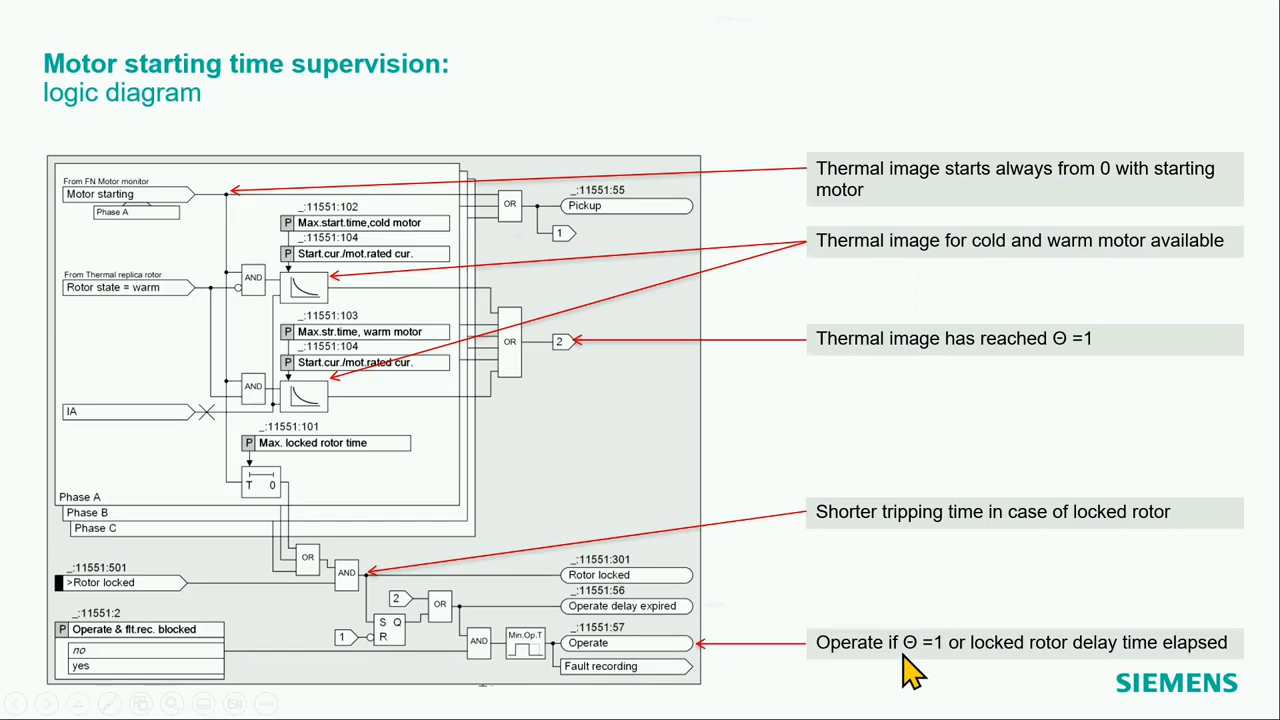 Motor starting time supervision:
logic diagram
From FN Motor monitor
Motor starting
Phase A
_:11551:102
P Max.start.time,cold motor
_:11551:104
P Start.cur./mot.rated cur.
From Thermal replica rotor
Rotor state = warm
AND
_:11551:103
P Max.str.time, warm motor
_:11551:104
P Start.cur./mot.rated cur.
AND
IA
_:11551:101
P Max. locked rotor time
T 0
Phase A
Phase B
Phase C
OR
_:11551:55
Pickup
1
OR
2
OR
AND
_:11551:501
>Rotor locked
_:11551:301
Rotor locked
_:11551:56
Operate delay expired
2
OR
1
S Q
R
_:11551:2
P Operate & flt.rec. blocked
no
yes
AND
Min.Op.T
_:11551:57
Operate
Fault recording
Thermal image starts always from 0 with starting
motor
Thermal image for cold and warm motor available
Thermal image has reached Θ =1
Shorter tripping time in case of locked rotor
Operate if Θ =1 or locked rotor delay time elapsed
SIEMENS